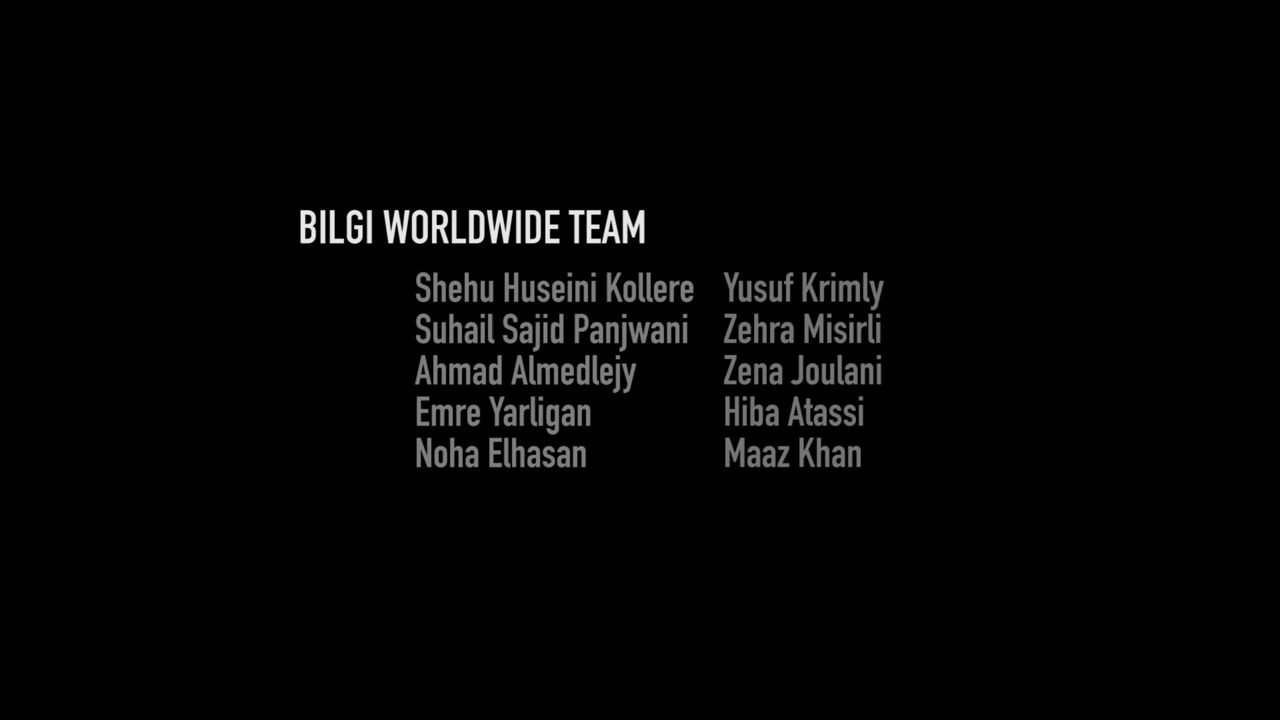 BILGI WORLDWIDE TEAM
Shehu Huseini Kollere
Suhail Sajid Panjwani
Ahmad Almedlejy
Emre Yarligan
Noha Elhasan
Yusuf Krimly
Zehra Misirli
Zena Joulani
Hiba Atassi
Maaz Khan